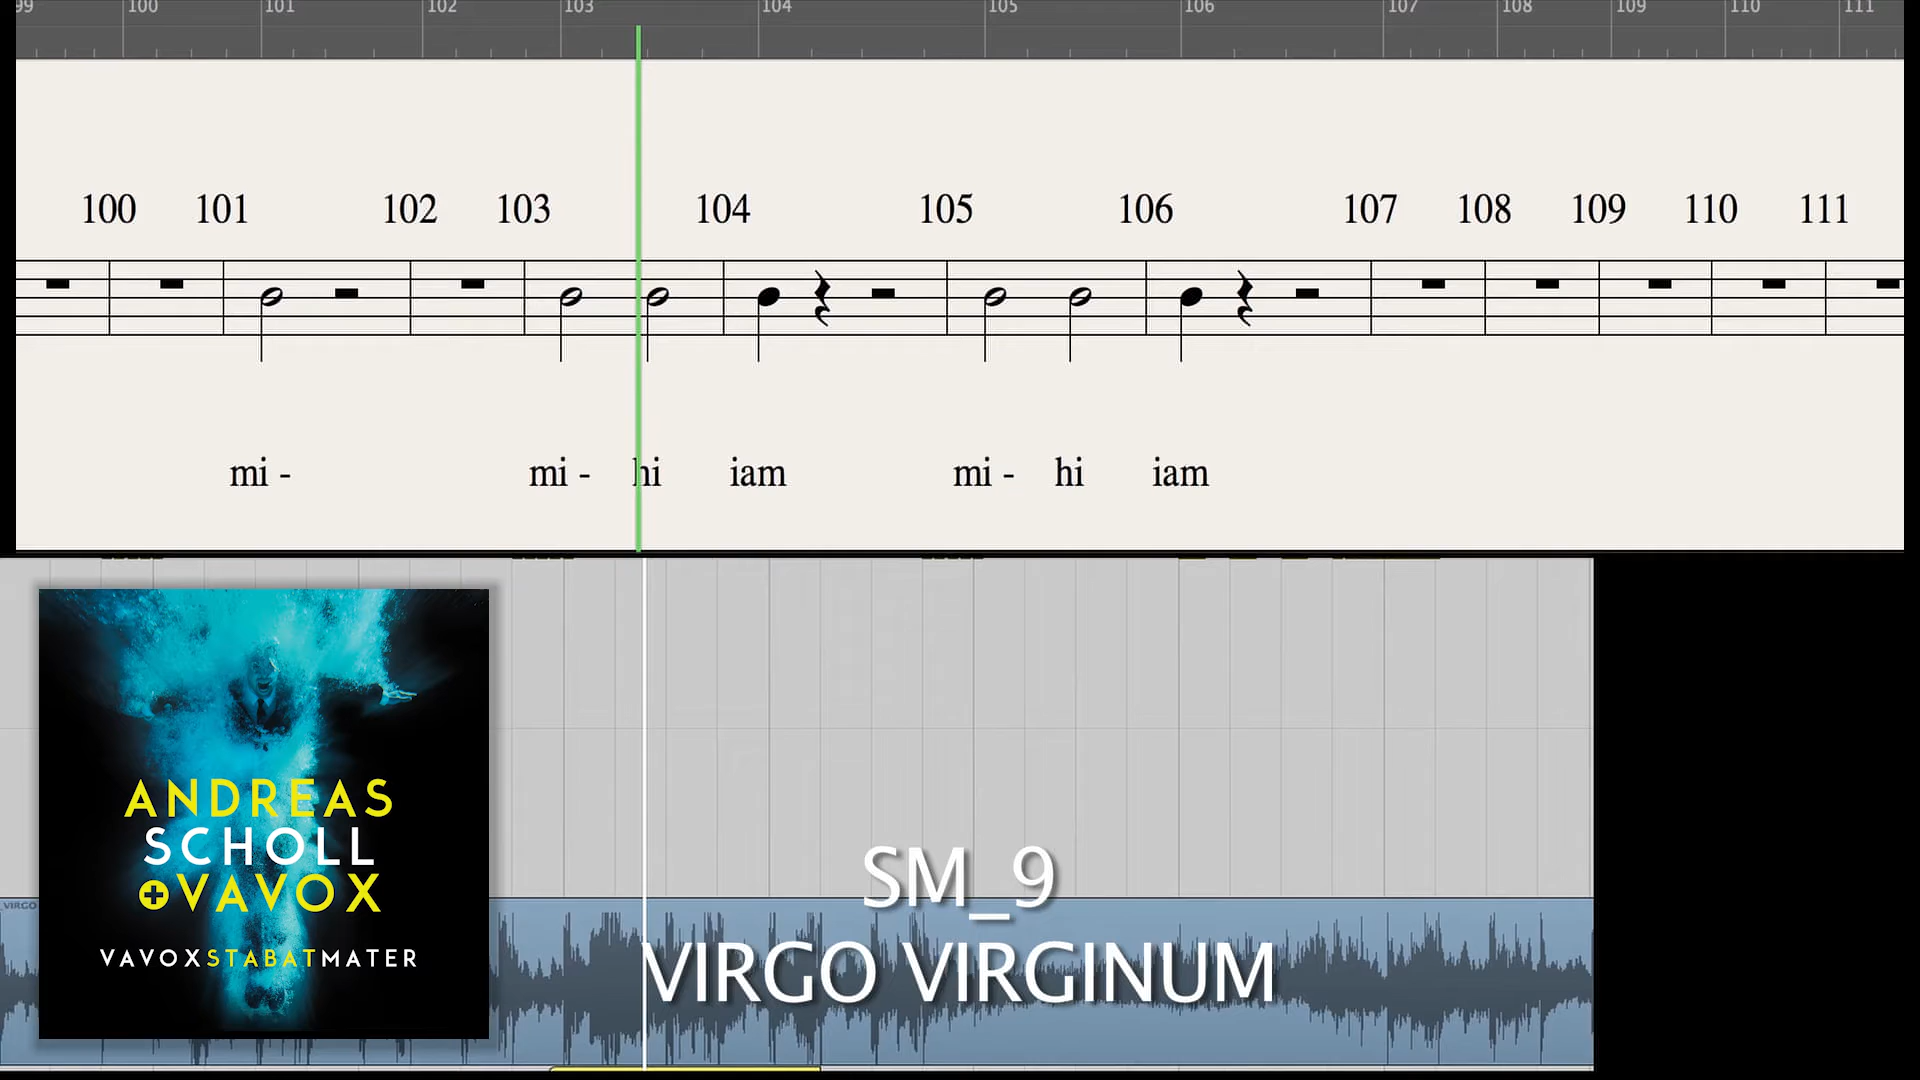 99 100 101 102 103 104 105 106 107 108 109 110 111
100 101 102 103 104 105 106 107 108 109 110 111
mi - mi - hi iam mi - hi iam
ANDREAS
SCHOLL
+VAVOX
VAVOXSTABATMATER
VIRGO
SM_9
VIRGO VIRGINUM